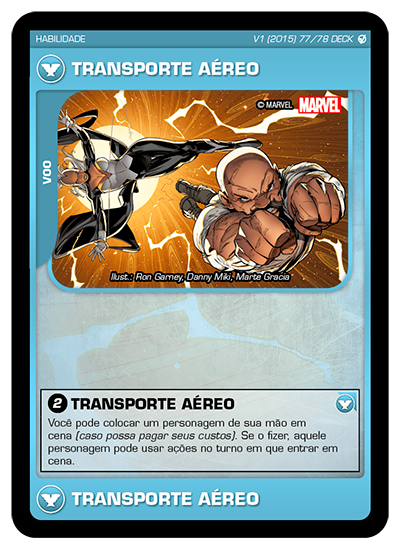 HABILIDADE
V1 (2015) 77/78 DECK
TRANSPORTE AÉREO
© MARVEL MARVEL
VOO
Ilust.: Ron Garney, Danny Miki, Marte Gracia
2 TRANSPORTE AÉREO
Você pode colocar um personagem de sua mão em
cena (caso possa pagar seus custos). Se o fizer, aquele
personagem pode usar ações no turno em que entrar em
cena.
TRANSPORTE AÉREO